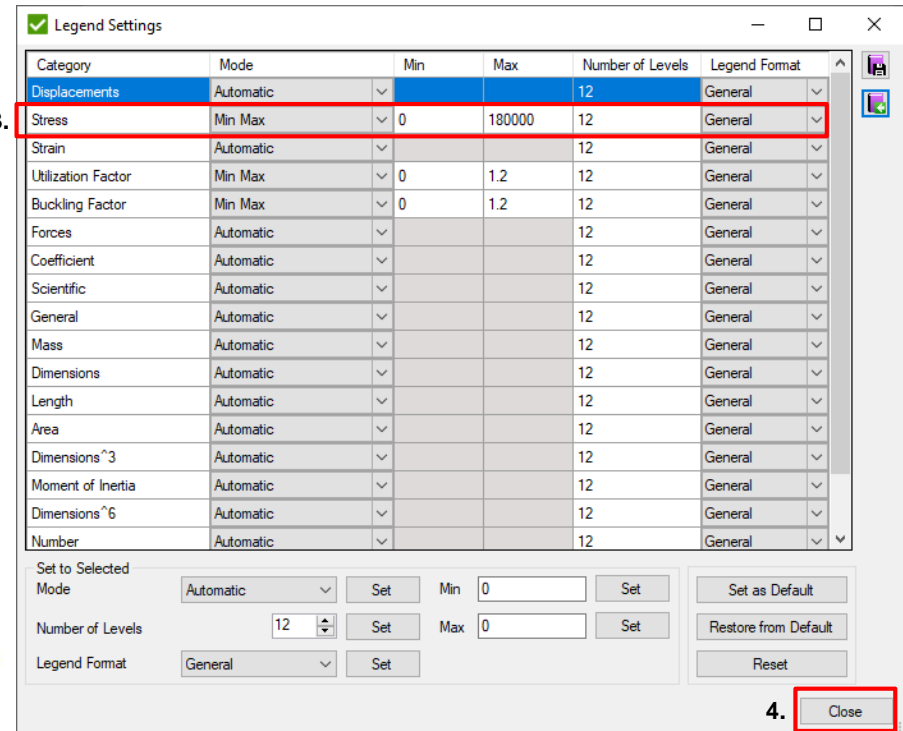 Legend Settings
Category Mode Min Max Number of Levels Legend Format
Displacements Automatic 12 General
3. Stress Min Max 0 180000 12 General
Strain Automatic 12 General
Utilization Factor Min Max 0 1.2 12 General
Buckling Factor Min Max 0 1.2 12 General
Forces Automatic 12 General
Coefficient Automatic 12 General
Scientific Automatic 12 General
General Automatic 12 General
Mass Automatic 12 General
Dimensions Automatic 12 General
Length Automatic 12 General
Area Automatic 12 General
Dimensions^3 Automatic 12 General
Moment of Inertia Automatic 12 General
Dimensions^6 Automatic 12 General
Number Automatic 12 General
Set to Selected
Mode Automatic Set Min 0 Set Set as Default
Number of Levels 12 Set Max 0 Set Restore from Default
Legend Format General Set Reset
4. Close